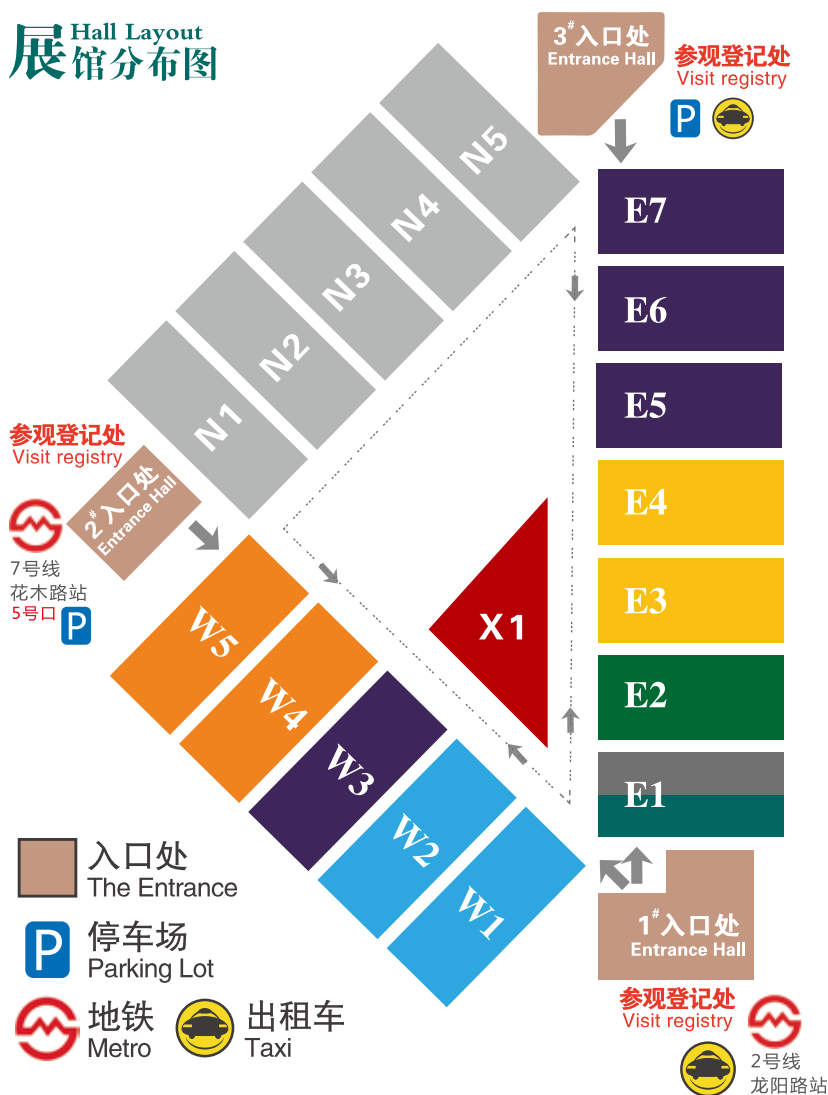 Hall Layout
展馆分布图
3#入口处
Entrance Hall
参观登记处
Visit registry
P
N5
N4
N3
N2
N1
E7
E6
E5
E4
E3
E2
E1
参观登记处
Visit registry
2#入口处
Entrance Hall
7号线
花木路站
5号口
P
W5
W4
W3
W2
W1
X1
入口处
The Entrance
P
停车场
Parking Lot
地铁
Metro
出租车
Taxi
1#入口处
Entrance Hall
参观登记处
Visit registry
2号线
龙阳路站